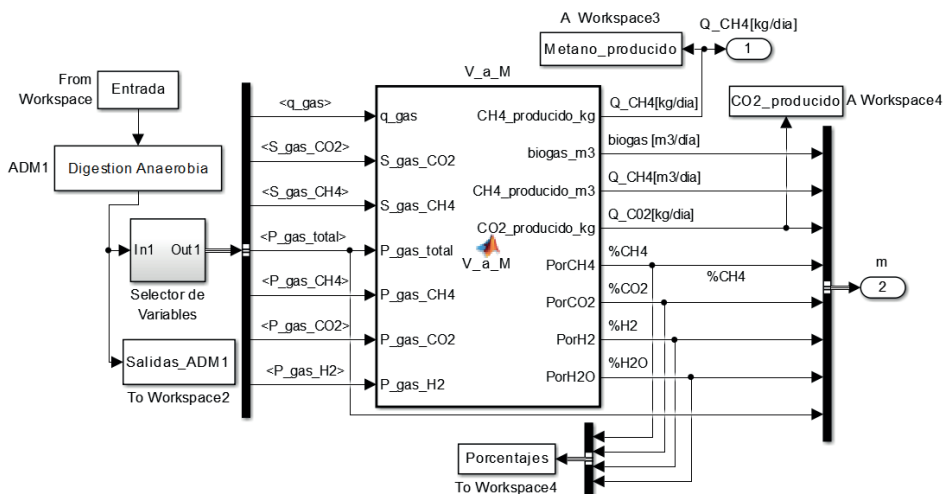 A Workspace3
Q_CH4[kg/dia]
Metano_producido
1
From
Workspace
Entrada
V_a_M
CO2_producido
A Workspace4
<q_gas>
q_gas
CH4_producido_kg
Q_CH4[kg/dia]
ADM1
Digestion Anaerobia
<S_gas_CO2>
S_gas_CO2
biogas_m3
biogas [m3/dia]
<S_gas_CH4>
S_gas_CH4
CH4_producido_m3
Q_CH4[m3/dia]
In1
Out1
<P_gas_total>
P_gas_total
CO2_producido_kg
Q_C02[kg/dia]
V_a_M
Selector de
Variables
<P_gas_CH4>
P_gas_CH4
PorCH4
%CH4
%CH4
m
2
<P_gas_CO2>
P_gas_CO2
PorCO2
%CO2
Salidas_ADM1
To Workspace2
<P_gas_H2>
P_gas_H2
PorH2
%H2
PorH2O
%H2O
Porcentajes
To Workspace4